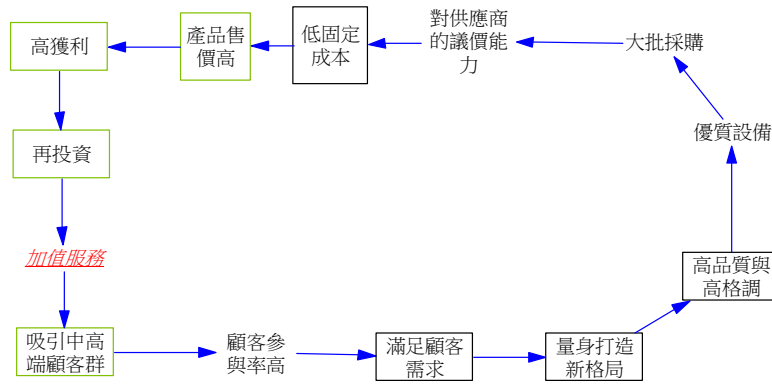 高獲利
產品售
價高
低固定
成本
對供應商
的議價能
力
大批採購
優質設備
再投資
加值服務
高品質與
高格調
吸引中高
端顧客群
顧客參
與率高
滿足顧客
需求
量身打造
新格局